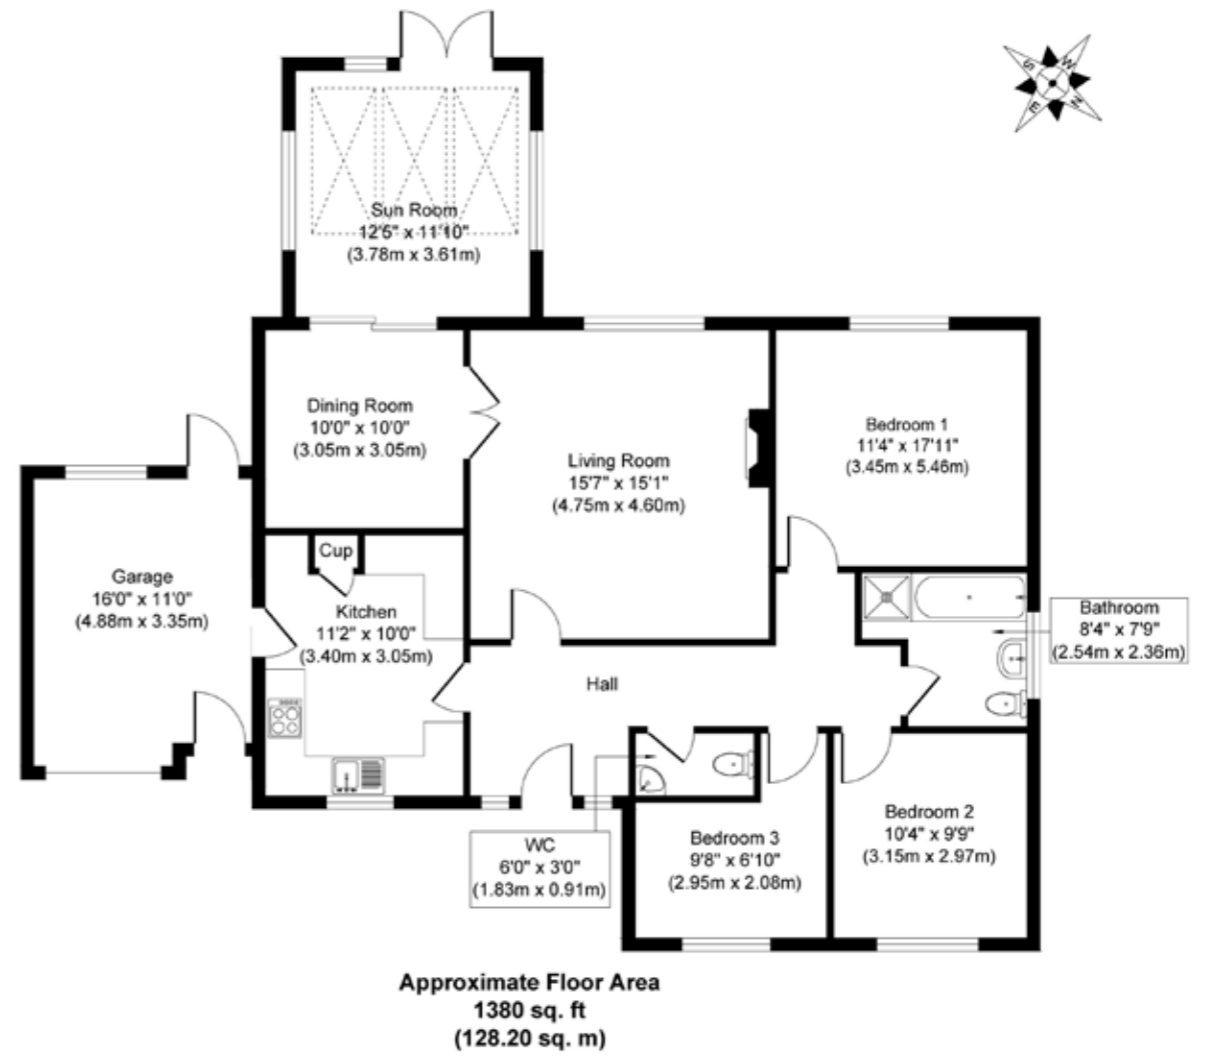 S
W
E
N
Sun Room
12'5" x 11'10"
(3.78m x 3.61m)
Dining Room
10'0" x 10'0"
(3.05m x 3.05m)
Living Room
15'7" x 15'1"
(4.75m x 4.60m)
Bedroom 1
11'4" x 17'11"
(3.45m x 5.46m)
Garage
16'0" x 11'0"
(4.88m x 3.35m)
Cup
Kitchen
11'2" x 10'0"
(3.40m x 3.05m)
Hall
Bathroom
8'4" x 7'9"
(2.54m x 2.36m)
WC
6'0" x 3'0"
(1.83m x 0.91m)
Bedroom 3
9'8" x 6'10"
(2.95m x 2.08m)
Bedroom 2
10'4" x 9'9"
(3.15m x 2.97m)
Approximate Floor Area
1380 sq. ft
(128.20 sq. m)